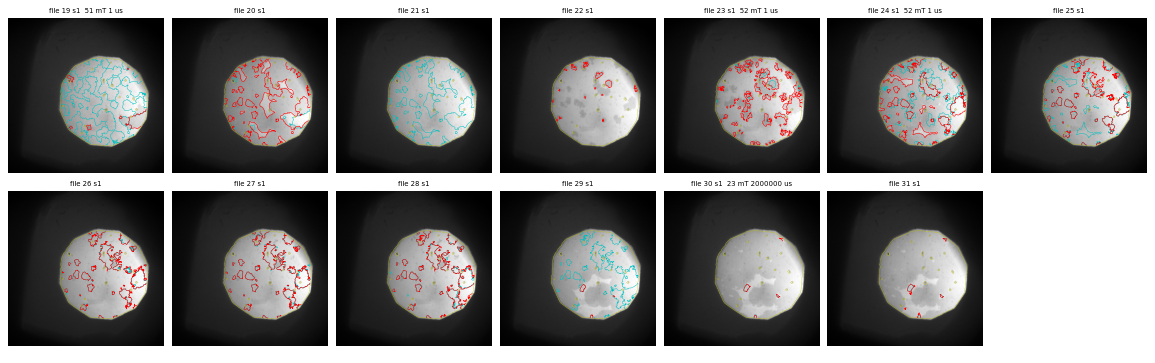 file 19 s1  51 mT 1 us
file 20 s1
file 21 s1
file 22 s1
file 23 s1  52 mT 1 us
file 24 s1  52 mT 1 us
file 25 s1
file 26 s1
file 27 s1
file 28 s1
file 29 s1
file 30 s1  23 mT 2000000 us
file 31 s1